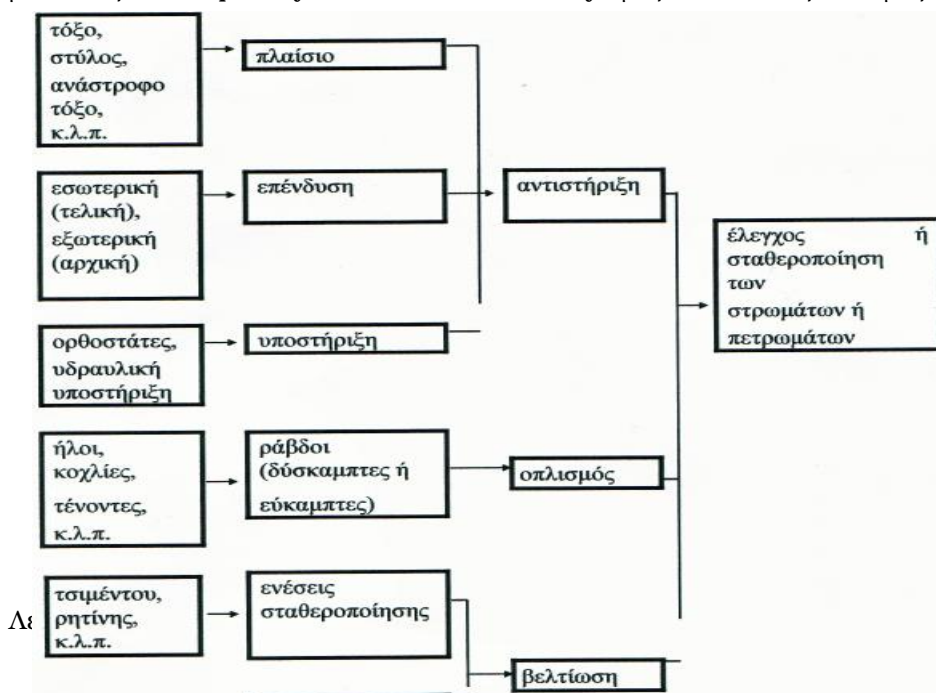 τόξο,
στύλος,
ανάστροφο
τόξο,
κ.λ.π.
πλαίσιο
εσωτερική
(τελική),
εξωτερική
(αρχική)
επένδυση
αντιστήριξη
έλεγχος ή
σταθεροποίηση
των
στρωμάτων ή
πετρωμάτων
ορθοστάτες,
υδραυλική
υποστήριξη
υποστήριξη
ήλοι,
κοχλίες,
τένοντες,
κ.λ.π.
ράβδοι
(δύσκαμπτες ή
εύκαμπτες)
οπλισμός
τσιμέντου,
ρητίνης,
κ.λ.π.
ενέσεις
σταθεροποίησης
βελτίωση